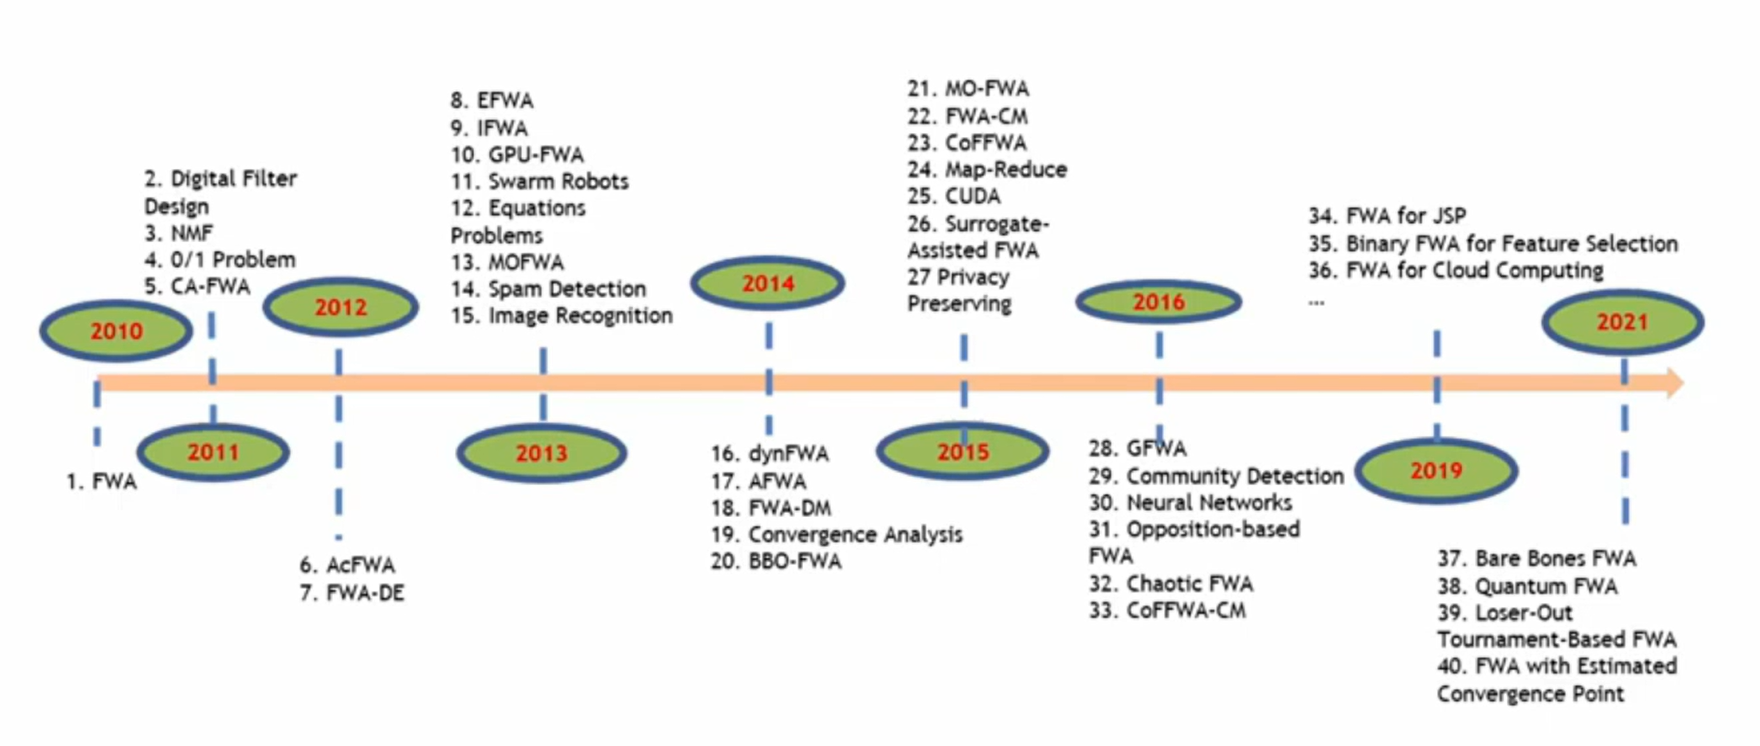 2010
1. FWA
2. Digital Filter
Design
3. NMF
4. 0/1 Problem
5. CA-FWA
2011
2012
6. AcFWA
7. FWA-DE
8. EFWA
9. IFWA
10. GPU-FWA
11. Swarm Robots
12. Equations
Problems
13. MOFWA
14. Spam Detection
15. Image Recognition
2013
2014
16. dynFWA
17. AFWA
18. FWA-DM
19. Convergence Analysis
20. BBO-FWA
21. MO-FWA
22. FWA-CM
23. CoFFWA
24. Map-Reduce
25. CUDA
26. Surrogate-
Assisted FWA
27 Privacy
Preserving
2015
2016
28. GFWA
29. Community Detection
30. Neural Networks
31. Opposition-based
FWA
32. Chaotic FWA
33. CoFFWA-CM
34. FWA for JSP
35. Binary FWA for Feature Selection
36. FWA for Cloud Computing
...
2019
2021
37. Bare Bones FWA
38. Quantum FWA
39. Loser-Out
Tournament-Based FWA
40. FWA with Estimated
Convergence Point